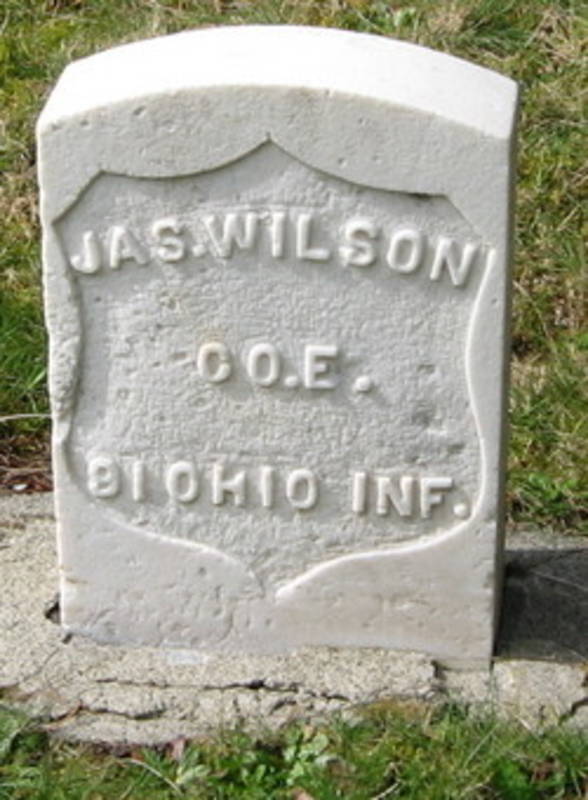 JAS. WILSON
CO. E.
81 OHIO INF.